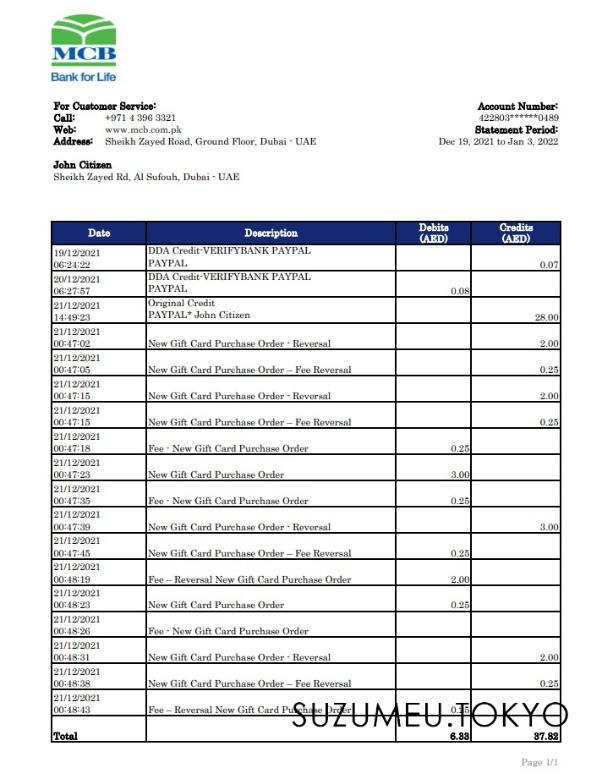 MCB
Bank for Life
For Customer Service:
Call: +971 4 396 3321
Web: www.mcb.com.pk
Address: Sheikh Zayed Road, Ground Floor, Dubai - UAE
Account Number:
422803******0489
Statement Period:
Dec 19, 2021 to Jan 3, 2022
John Citizen
Sheikh Zayed Rd, Al Sufouh, Dubai - UAE
Date Description Debits (AED) Credits (AED)
19/12/2021 DDA Credit-VERIFYBANK PAYPAL
06:24:22 PAYPAL 0.07
20/12/2021 DDA Credit-VERIFYBANK PAYPAL
06:27:57 PAYPAL 0.08
21/12/2021 Original Credit
14:49:23 PAYPAL* John Citizen 28.00
21/12/2021
00:47:02 New Gift Card Purchase Order - Reversal 2.00
21/12/2021
00:47:05 New Gift Card Purchase Order – Fee Reversal 0.25
21/12/2021
00:47:15 New Gift Card Purchase Order - Reversal 2.00
21/12/2021
00:47:15 New Gift Card Purchase Order – Fee Reversal 0.25
21/12/2021
00:47:18 Fee - New Gift Card Purchase Order 0.25
21/12/2021
00:47:23 New Gift Card Purchase Order 3.00
21/12/2021
00:47:35 Fee - New Gift Card Purchase Order 0.25
21/12/2021
00:47:39 New Gift Card Purchase Order - Reversal 3.00
21/12/2021
00:47:45 New Gift Card Purchase Order – Fee Reversal 0.25
21/12/2021
00:48:19 Fee – Reversal New Gift Card Purchase Order 2.00
21/12/2021
00:48:23 New Gift Card Purchase Order 0.25
21/12/2021
00:48:26 Fee - New Gift Card Purchase Order
21/12/2021
00:48:31 New Gift Card Purchase Order - Reversal 2.00
21/12/2021
00:48:38 New Gift Card Purchase Order – Fee Reversal 0.25
21/12/2021
00:48:43 Fee – Reversal New Gift Card Purchase Order 0.25
SUZUMEU.TOKYO
Total 6.33 37.82
Page 1/1